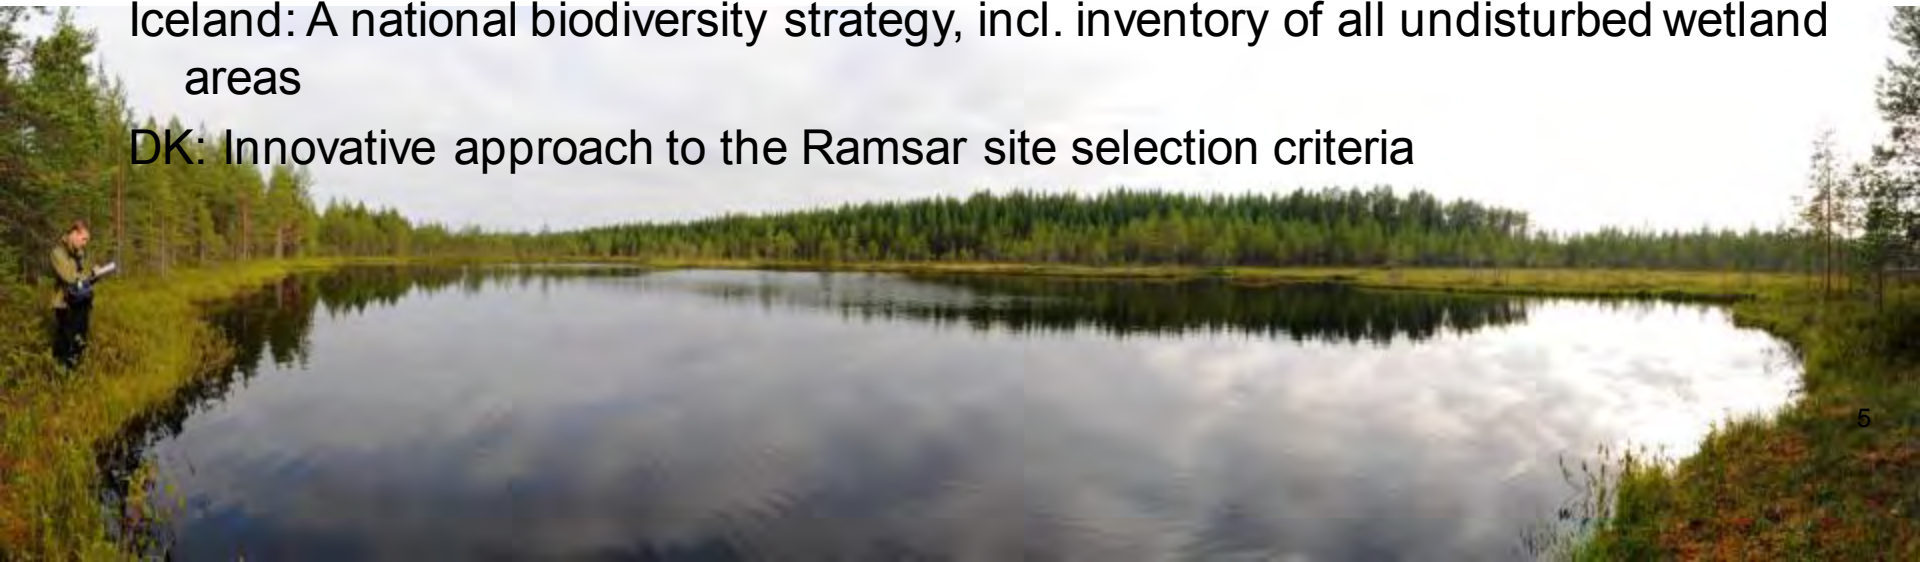 Iceland: A national biodiversity strategy, incl. inventory of all undisturbed wetland
areas
DK: Innovative approach to the Ramsar site selection criteria
5